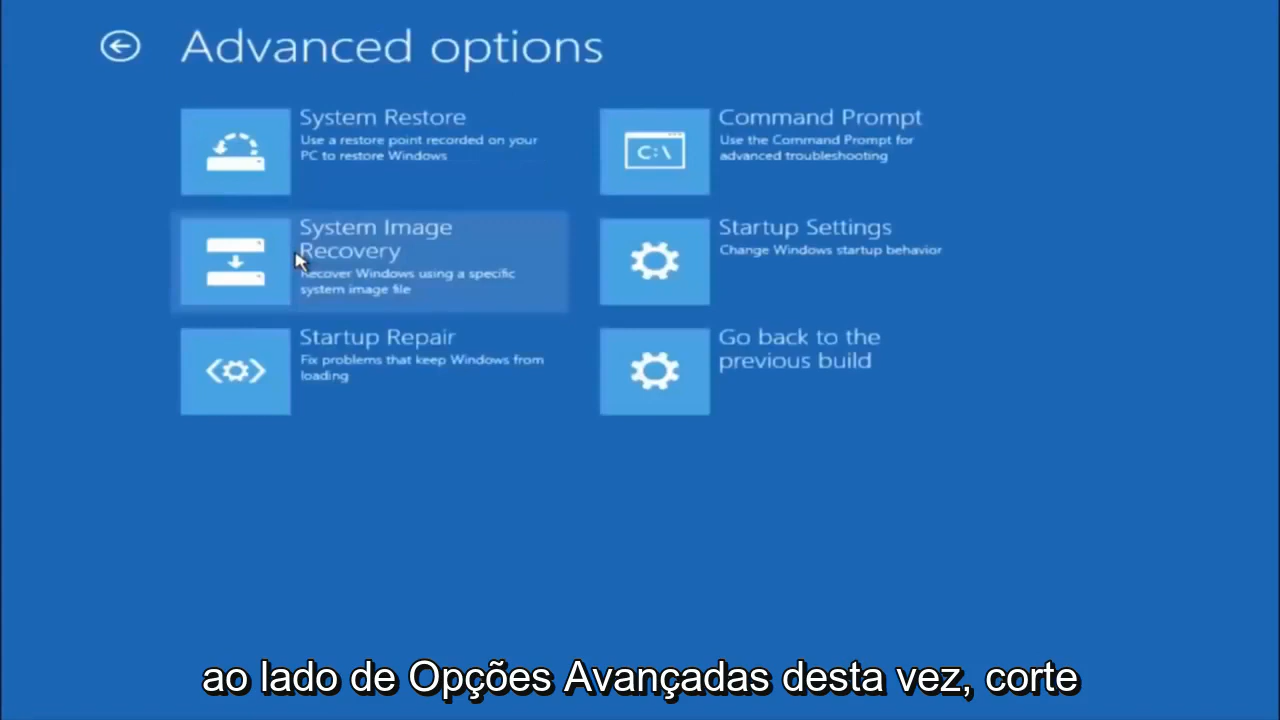 Advanced options
System Restore
Use a restore point recorded on your
PC to restore Windows
System Image
Recovery
Recover Windows using a specific
system image file
Startup Repair
Fix problems that keep Windows from
loading
Command Prompt
Use the Command Prompt for
advanced troubleshooting
C:\
Startup Settings
Change Windows startup behavior
Go back to the
previous build
ao lado de Opções Avançadas desta vez, corte